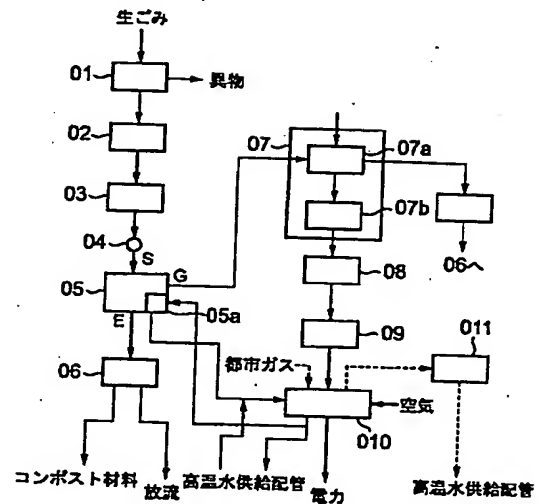 生ごみ
01
異物
02
07
07a
03
07b
04
S
06へ
G
05
05a
08
E
09
011
06
都市ガス
空気
010
コンポスト材料
放流
高温水供給配管
電力
高温水供給配管